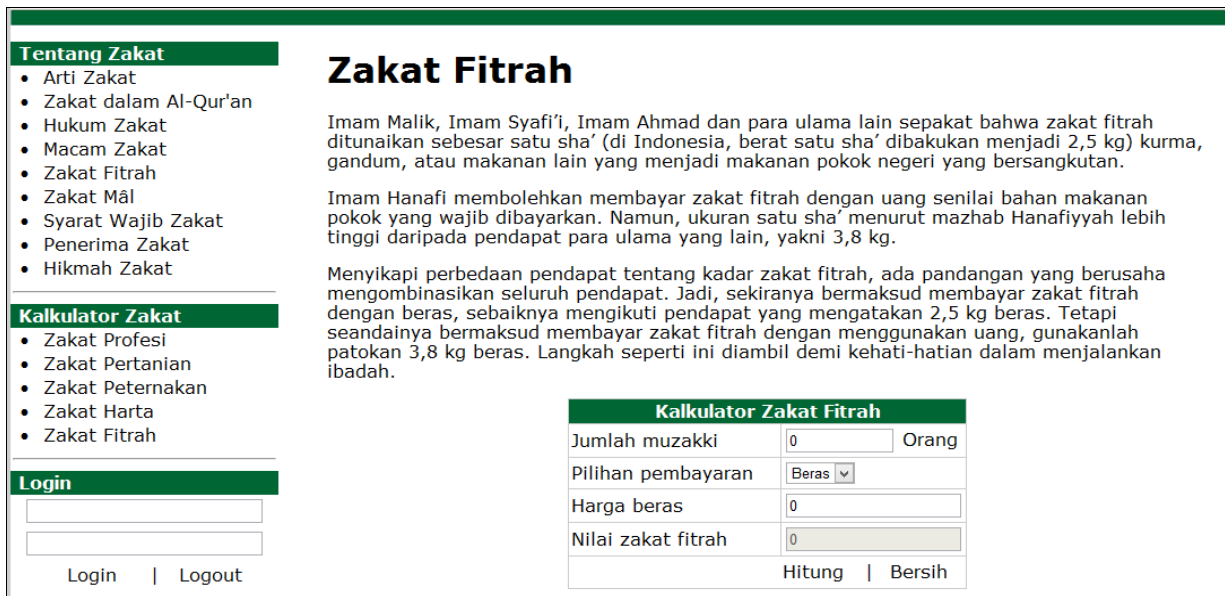 Tentang Zakat
• Arti Zakat
• Zakat dalam Al-Qur'an
• Hukum Zakat
• Macam Zakat
• Zakat Fitrah
• Zakat Mâl
• Syarat Wajib Zakat
• Penerima Zakat
• Hikmah Zakat
Kalkulator Zakat
• Zakat Profesi
• Zakat Pertanian
• Zakat Peternakan
• Zakat Harta
• Zakat Fitrah
Login
Login | Logout
Zakat Fitrah
Imam Malik, Imam Syafi’i, Imam Ahmad dan para ulama lain sepakat bahwa zakat fitrah
ditunaikan sebesar satu sha’ (di Indonesia, berat satu sha’ dibakukan menjadi 2,5 kg) kurma,
gandum, atau makanan lain yang menjadi makanan pokok negeri yang bersangkutan.
Imam Hanafi membolehkan membayar zakat fitrah dengan uang senilai bahan makanan
pokok yang wajib dibayarkan. Namun, ukuran satu sha’ menurut mazhab Hanafiyyah lebih
tinggi daripada pendapat para ulama yang lain, yakni 3,8 kg.
Menyikapi perbedaan pendapat tentang kadar zakat fitrah, ada pandangan yang berusaha
mengombinasikan seluruh pendapat. Jadi, sekiranya bermaksud membayar zakat fitrah
dengan beras, sebaiknya mengikuti pendapat yang mengatakan 2,5 kg beras. Tetapi
seandainya bermaksud membayar zakat fitrah dengan menggunakan uang, gunakanlah
patokan 3,8 kg beras. Langkah seperti ini diambil demi kehati-hatian dalam menjalankan
ibadah.
Kalkulator Zakat Fitrah
Jumlah muzakki 0 Orang
Pilihan pembayaran Beras
Harga beras 0
Nilai zakat fitrah 0
Hitung | Bersih